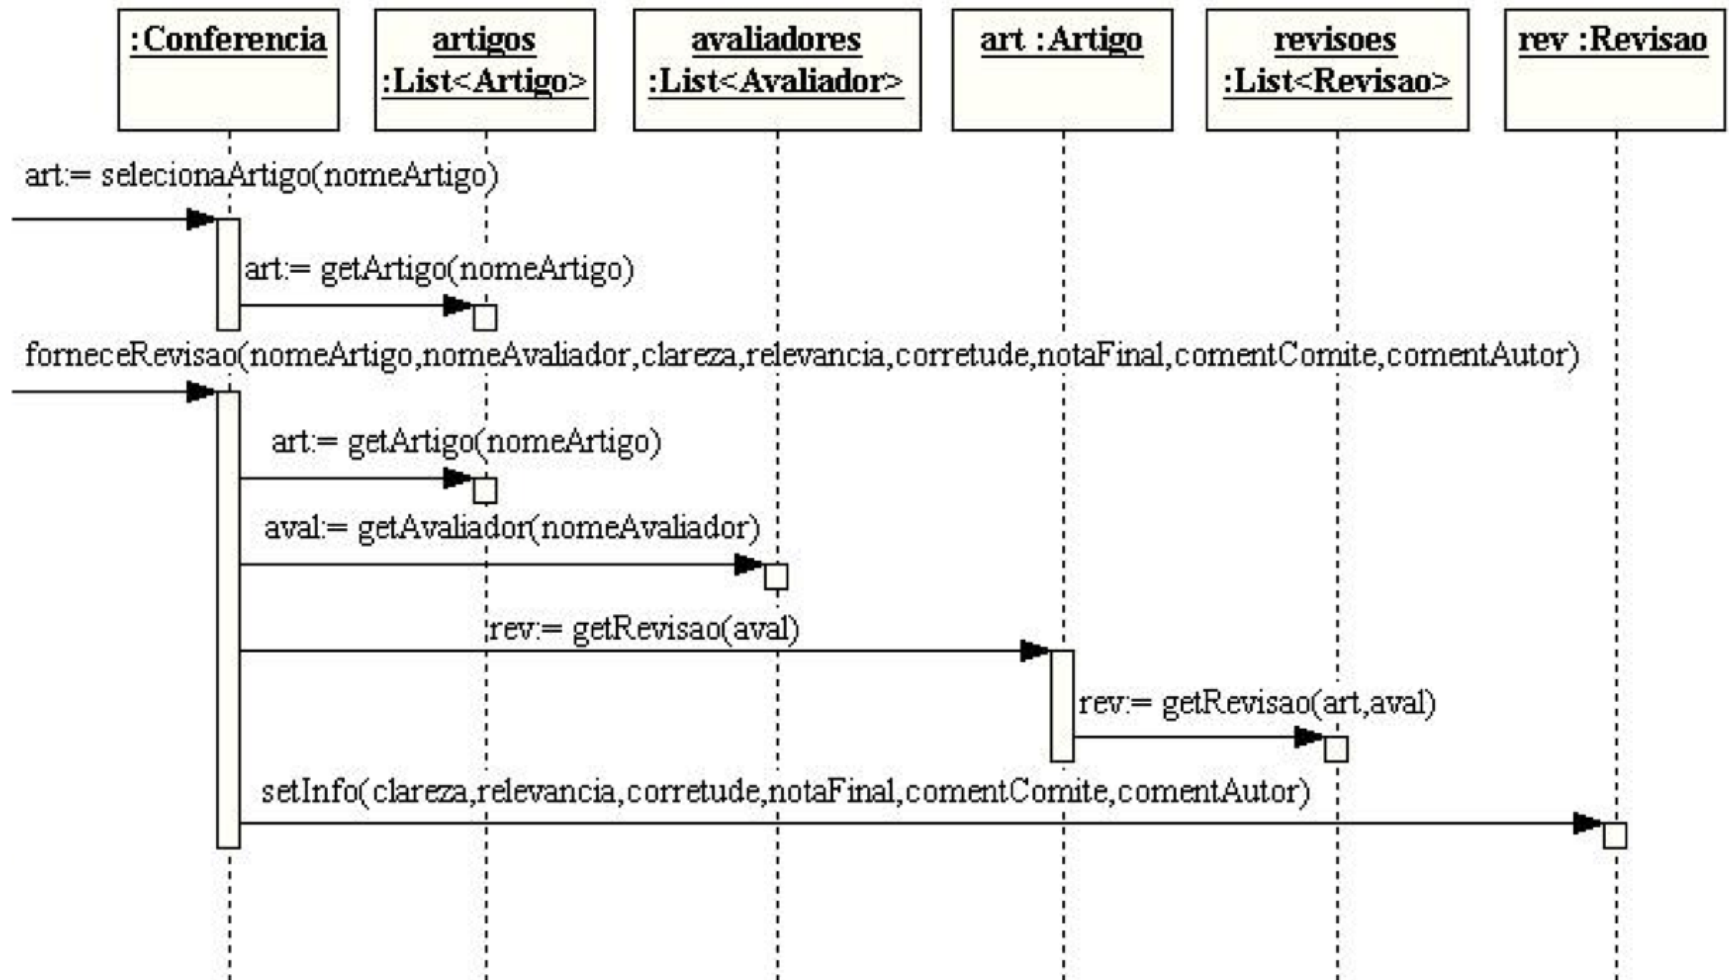 :Conferencia
artigos
:List<Artigo>
avaliadores
:List<Avaliador>
art :Artigo
revisoes
:List<Revisao>
rev :Revisao
art:= selecionaArtigo(nomeArtigo)
art:= getArtigo(nomeArtigo)
forneceRevisao(nomeArtigo,nomeAvaliador,clareza,relevancia,corretude,notaFinal,comentComite,comentAutor)
art:= getArtigo(nomeArtigo)
aval:= getAvaliador(nomeAvaliador)
rev:= getRevisao(aval)
rev:= getRevisao(art,aval)
setInfo(clareza,relevancia,corretude,notaFinal,comentComite,comentAutor)